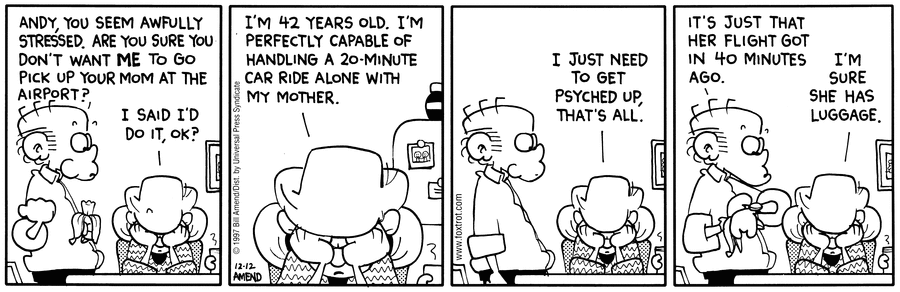 ANDY, YOU SEEM AWFULLY
STRESSED. ARE YOU SURE YOU
DON'T WANT ME TO GO
PICK UP YOUR MOM AT THE
AIRPORT?
I SAID I'D
DO IT, OK?
I'M 42 YEARS OLD. I'M
PERFECTLY CAPABLE OF
HANDLING A 20-MINUTE
CAR RIDE ALONE WITH
MY MOTHER.
© 1997 Bill Amend/Dist. by Universal Press Syndicate
12-12
AMEND
I JUST NEED
TO GET
PSYCHED UP,
THAT'S ALL.
www.foxtrot.com
IT'S JUST THAT
HER FLIGHT GOT
IN 40 MINUTES
AGO.
I'M
SURE
SHE HAS
LUGGAGE.